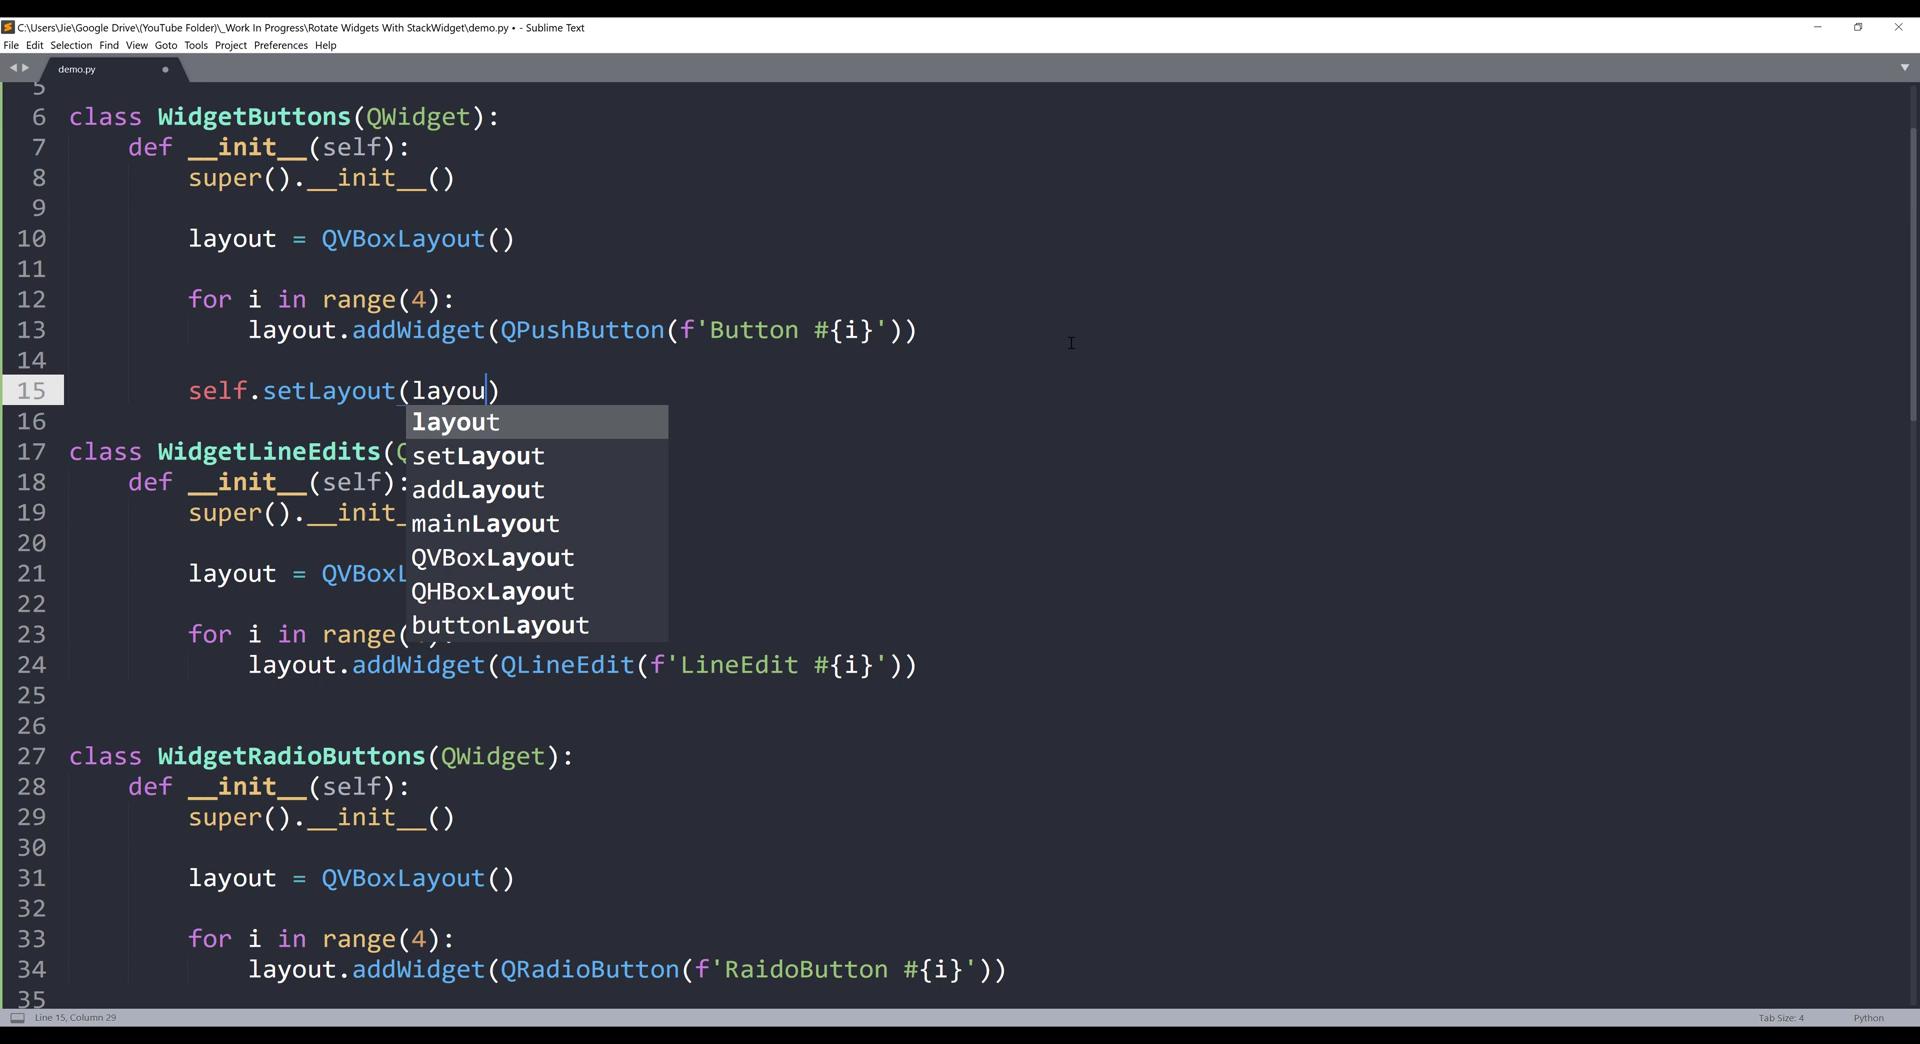 C:\Users\Jie\Google Drive\(YouTube Folder)\_Work In Progress\Rotate Widgets With StackWidget\demo.py • - Sublime Text
File Edit Selection Find View Goto Tools Project Preferences Help
demo.py
5
6 class WidgetButtons(QWidget):
7     def __init__(self):
8         super().__init__()
9
10         layout = QVBoxLayout()
11
12         for i in range(4):
13             layout.addWidget(QPushButton(f'Button #{i}'))
14
15         self.setLayout(layou)
layout
16
setLayout
17 class WidgetLineEdits(
addLayout
18     def __init__(self):
mainLayout
19         super().__init_
QVBoxLayout
20
QHBoxLayout
21         layout = QVBoxL
buttonLayout
22
23         for i in range(
24             layout.addWidget(QLineEdit(f'LineEdit #{i}'))
25
26
27 class WidgetRadioButtons(QWidget):
28     def __init__(self):
29         super().__init__()
30
31         layout = QVBoxLayout()
32
33         for i in range(4):
34             layout.addWidget(QRadioButton(f'RaidoButton #{i}'))
35
Line 15, Column 29
Tab Size: 4
Python